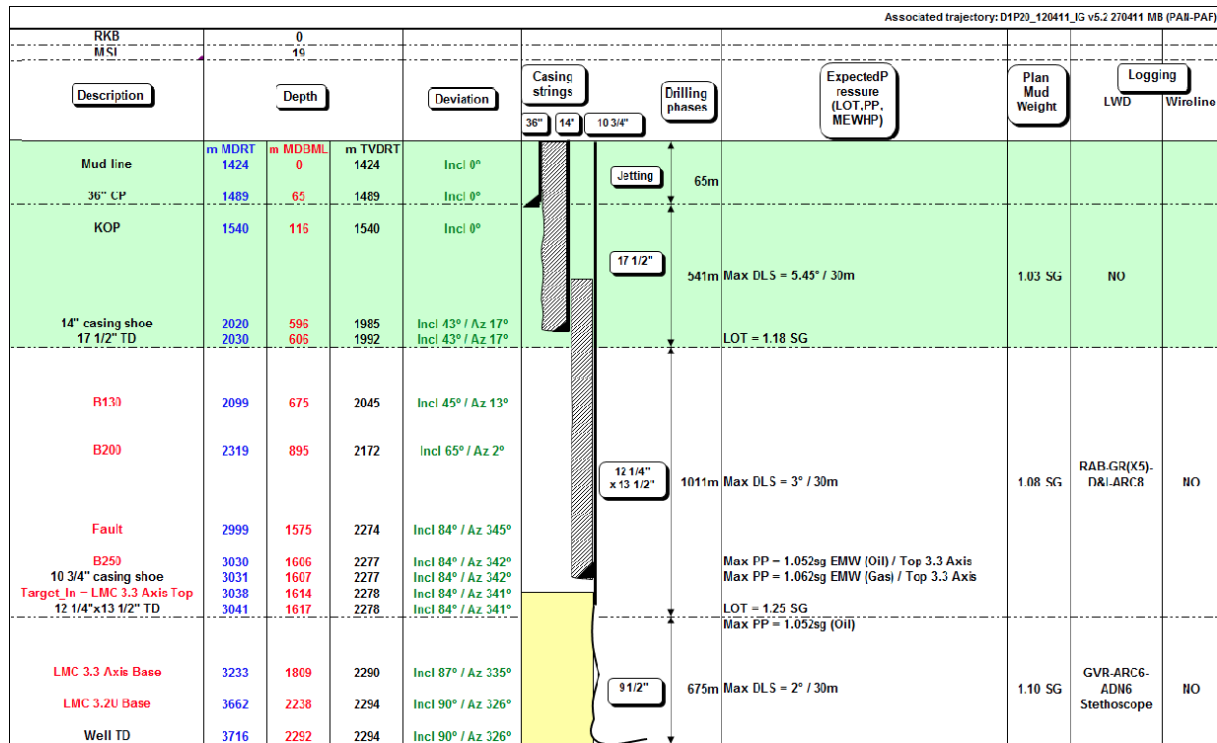 Associated trajectory: D1P20_120411_IG v5.2 270411 MB (PAN-PAF)
RKB 0
MSL 19
Description Depth Deviation Casing strings Drilling phases ExpectedP ressure (LOT,PP, MEWHP) Plan Mud Weight Logging
LWD Wireline
36" 14" 10 3/4"
m MDRT m MDBML m TVDRT
Mud line 1424 0 1424 Incl 0°
Jetting 65m
36" CP 1489 65 1489 Incl 0°
KOP 1540 116 1540 Incl 0°
17 1/2" 541m Max DLS = 5.45° / 30m 1.03 SG NO
14" casing shoe 2020 596 1985 Incl 43° / Az 17°
17 1/2" TD 2030 606 1992 Incl 43° / Az 17° LOT = 1.18 SG
B130 2099 675 2045 Incl 45° / Az 13°
B200 2319 895 2172 Incl 65° / Az 2°
12 1/4" x 13 1/2" 1011m Max DLS = 3° / 30m 1.08 SG RAB-GR(X5)-D&I-ARC8 NO
Fault 2999 1575 2274 Incl 84° / Az 345°
B250 3030 1606 2277 Incl 84° / Az 342° Max PP = 1.052sg EMW (Oil) / Top 3.3 Axis
10 3/4" casing shoe 3031 1607 2277 Incl 84° / Az 342° Max PP = 1.062sg EMW (Gas) / Top 3.3 Axis
Target_In = LMC 3.3 Axis Top 3038 1614 2278 Incl 84° / Az 341°
12 1/4"x13 1/2" TD 3041 1617 2278 Incl 84° / Az 341° LOT = 1.25 SG
Max PP = 1.052sg (Oil)
LMC 3.3 Axis Base 3233 1809 2290 Incl 87° / Az 335°
9 1/2" 675m Max DLS = 2° / 30m 1.10 SG GVR-ARC6-ADN6 Stethoscope NO
LMC 3.2U Base 3662 2238 2294 Incl 90° / Az 326°
Well TD 3716 2292 2294 Incl 90° / Az 326°